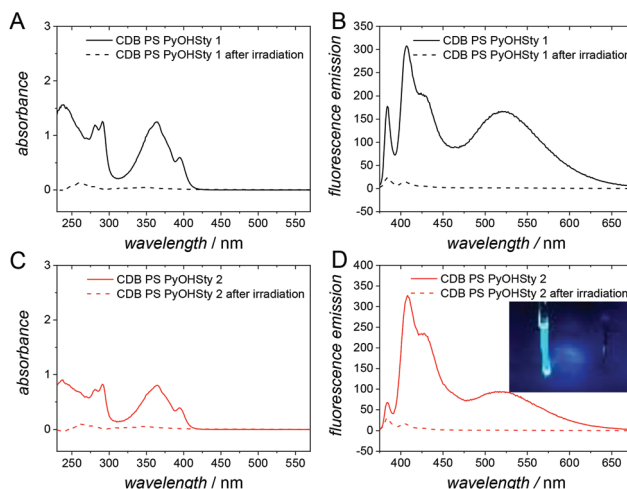 A
CDB PS PyOHSty 1
CDB PS PyOHSty 1 after irradiation
absorbance
3
2
1
0
250 300 350 400 450 500 550
wavelength / nm
B
CDB PS PyOHSty 1
CDB PS PyOHSty 1 after irradiation
fluorescence emission
350
300
250
200
150
100
50
0
-50
400 450 500 550 600 650
wavelength / nm
C
CDB PS PyOHSty 2
CDB PS PyOHSty 2 after irradiation
absorbance
3
2
1
0
250 300 350 400 450 500 550
wavelength / nm
D
CDB PS PyOHSty 2
CDB PS PyOHSty 2 after irradiation
fluorescence emission
400
350
300
250
200
150
100
50
0
-50
400 450 500 550 600 650
wavelength / nm